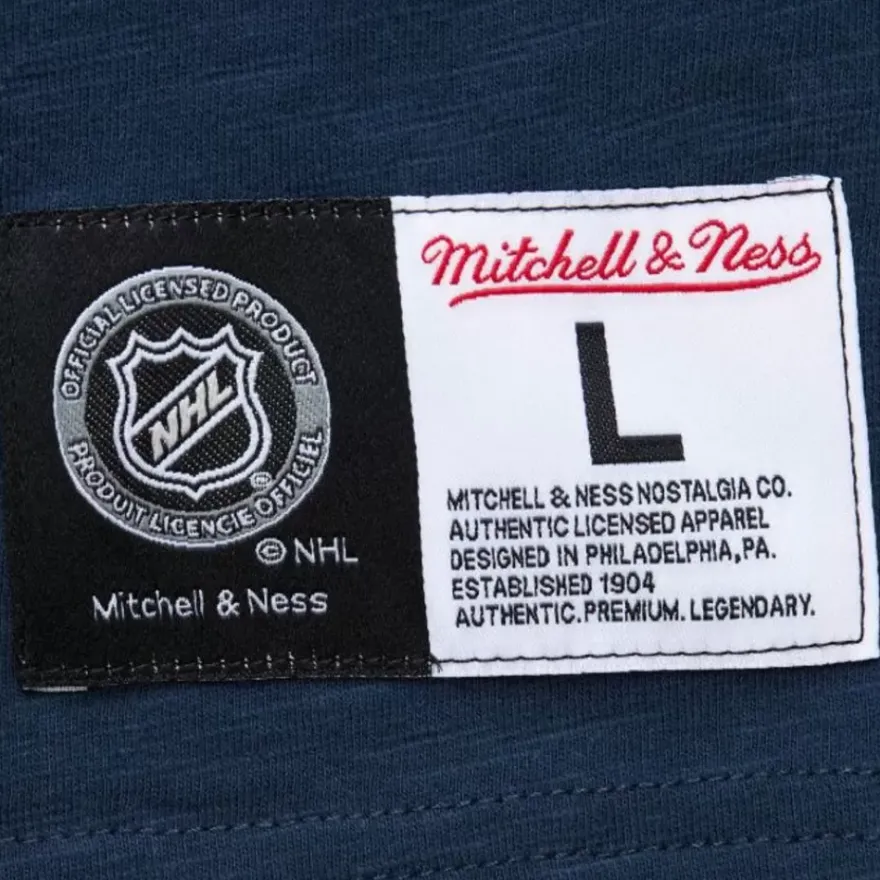 OFFICIAL LICENSED PRODUCT
NHL
PRODUIT LICENCIE OFFICIEL
©
© NHL
Mitchell & Ness
Mitchell & Ness
L
MITCHELL & NESS NOSTALGIA CO.
AUTHENTIC LICENSED APPAREL
DESIGNED IN PHILADELPHIA, PA.
ESTABLISHED 1904
AUTHENTIC. PREMIUM. LEGENDARY.